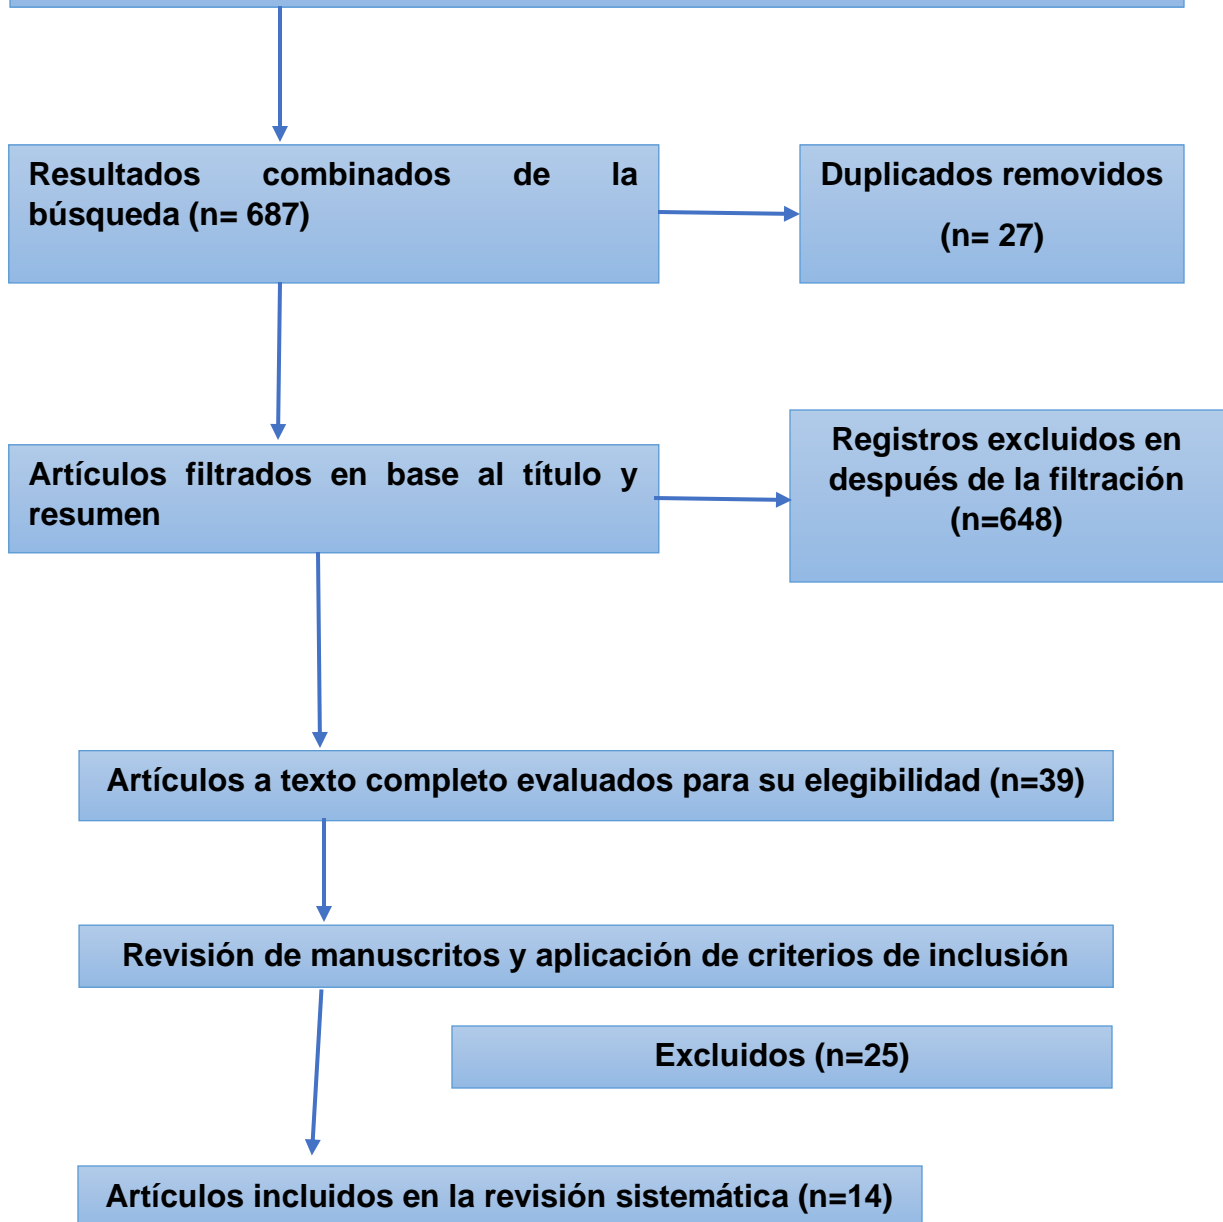 Resultados combinados de la
búsqueda (n= 687)
Duplicados removidos
(n= 27)
Artículos filtrados en base al título y
resumen
Registros excluidos en
después de la filtración
(n=648)
Artículos a texto completo evaluados para su elegibilidad (n=39)
Revisión de manuscritos y aplicación de criterios de inclusión
Excluidos (n=25)
Artículos incluidos en la revisión sistemática (n=14)